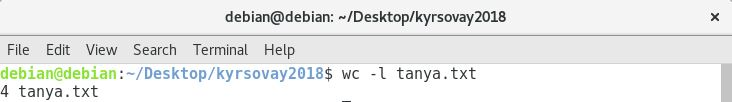 debian@debian: ~/Desktop/kyrsovay2018
×
File Edit View Search Terminal Help
debian@debian:~/Desktop/kyrsovay2018$ wc -l tanya.txt
4 tanya.txt